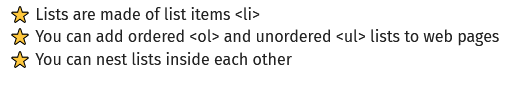 Lists are made of list items <li>
You can add ordered <ol> and unordered <ul> lists to web pages
You can nest lists inside each other